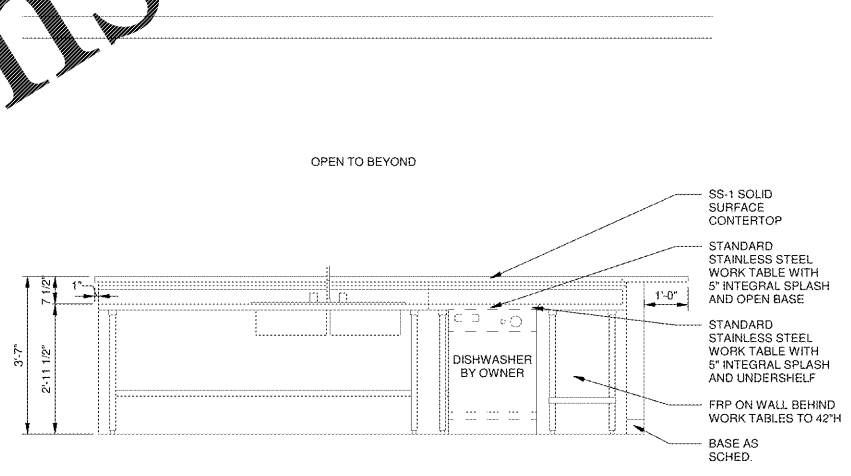 ns
OPEN TO BEYOND
SS-1 SOLID
SURFACE
CONTERTOP
STANDARD
STAINLESS STEEL
WORK TABLE WITH
5" INTEGRAL SPLASH
AND OPEN BASE
1"
7 1/2"
1'-0"
STANDARD
STAINLESS STEEL
WORK TABLE WITH
5" INTEGRAL SPLASH
AND UNDERSHELF
3'-7"
2'-11 1/2"
DISHWASHER
BY OWNER
FRP ON WALL BEHIND
WORK TABLES TO 42"H
BASE AS
SCHED.